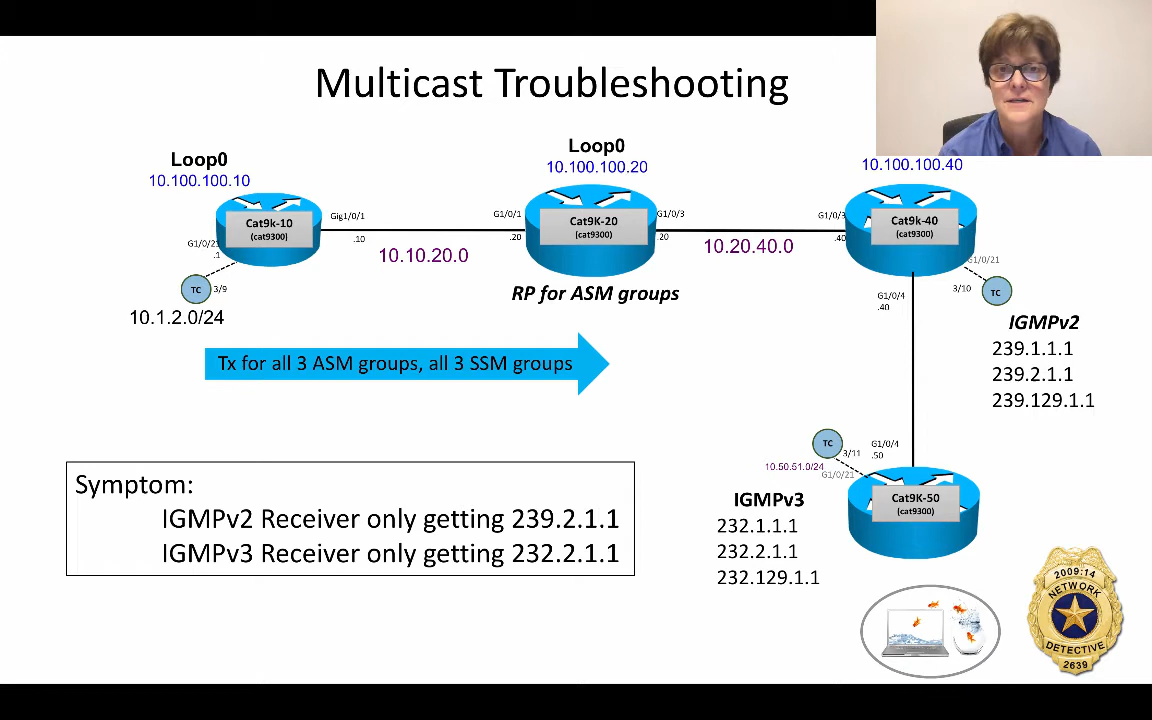 Multicast Troubleshooting
Loop0
10.100.100.10
Loop0
10.100.100.20
10.100.100.40
Cat9k-10
(cat9300)
Gig1/0/1
.10
G1/0/21
.1
TC
3/9
10.1.2.0/24
10.10.20.0
G1/0/1
.20
Cat9K-20
(cat9300)
G1/0/3
.20
RP for ASM groups
10.20.40.0
G1/0/3
.40
Cat9k-40
(cat9300)
G1/0/21
3/10
TC
G1/0/4
.40
IGMPv2
239.1.1.1
239.2.1.1
239.129.1.1
Tx for all 3 ASM groups, all 3 SSM groups
TC
3/11
G1/0/4
.50
10.50.51.0/24
G1/0/21
Cat9K-50
(cat9300)
IGMPv3
232.1.1.1
232.2.1.1
232.129.1.1
Symptom:
IGMPv2 Receiver only getting 239.2.1.1
IGMPv3 Receiver only getting 232.2.1.1
2009:14
NETWORK
DETECTIVE
2639